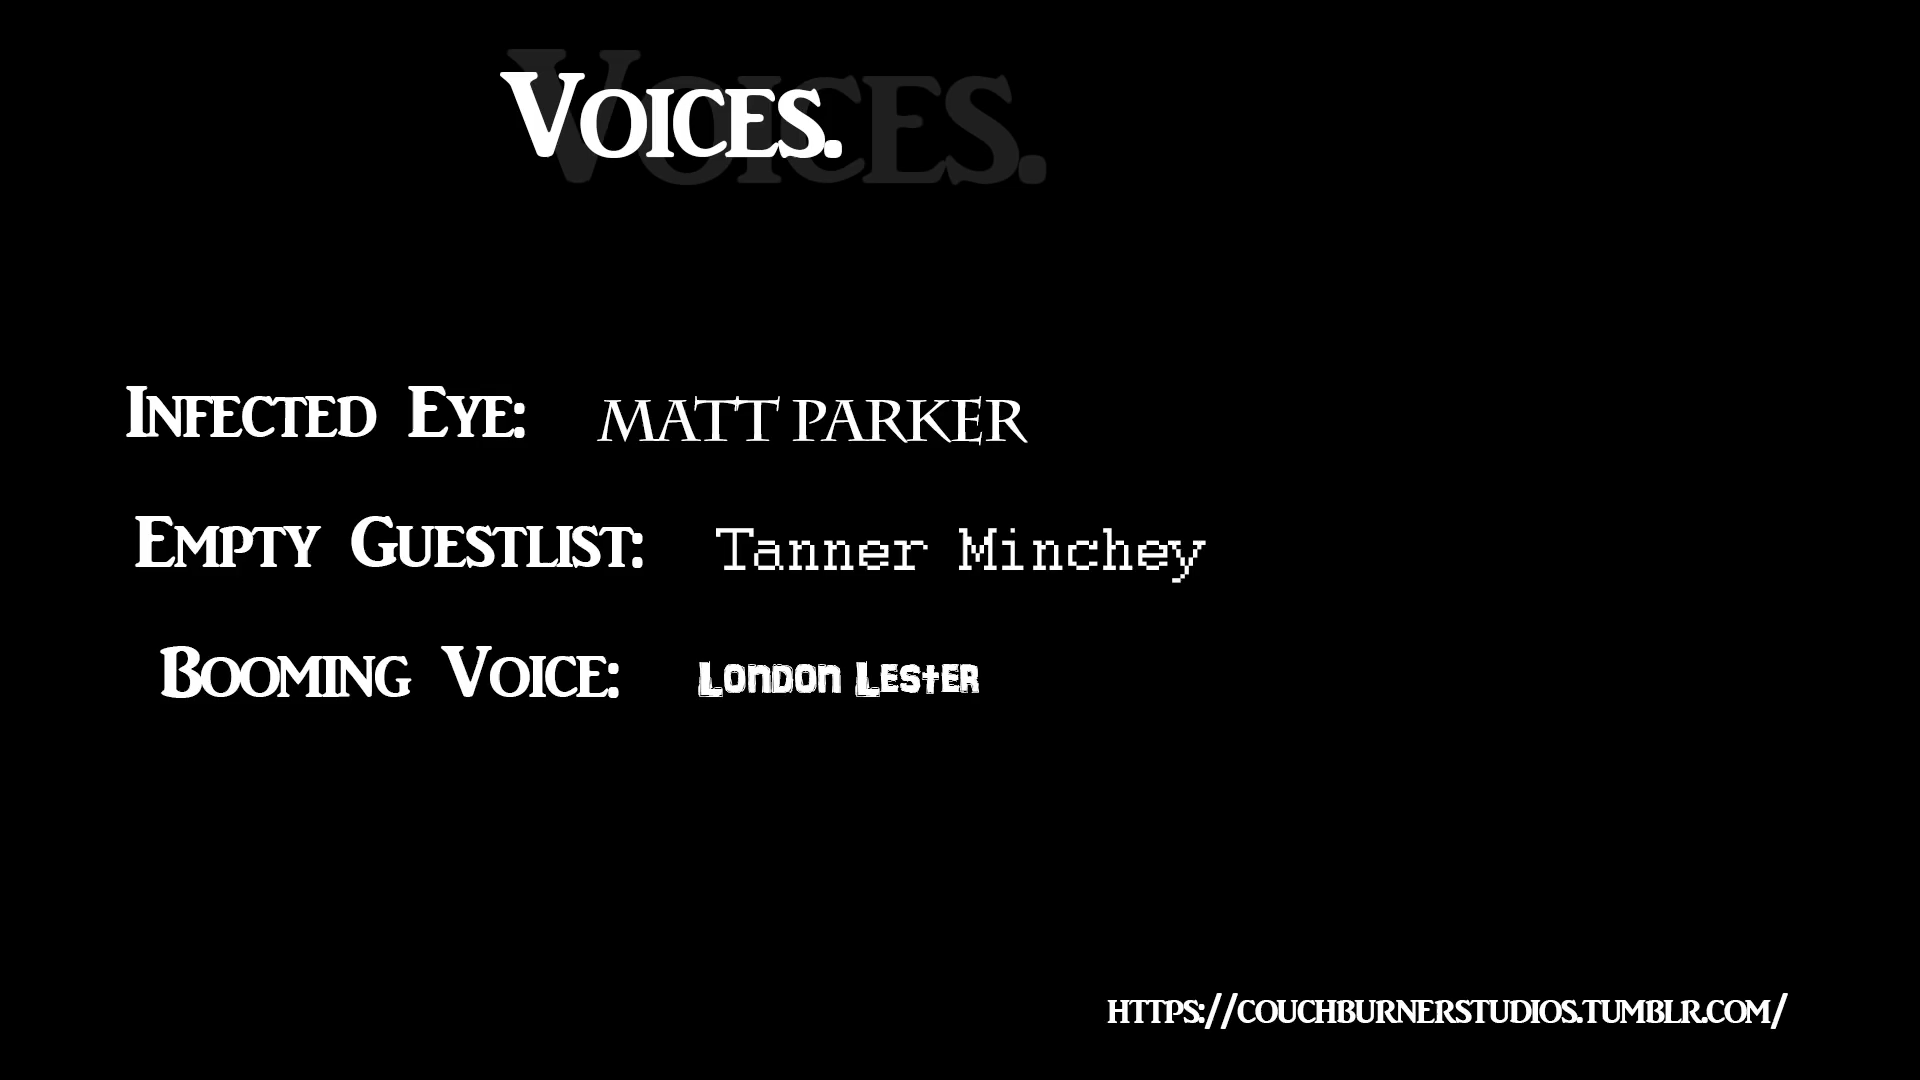 Voices.
Infected Eye: Matt Parker
Empty Guestlist: Tanner Minchey
Booming Voice: London Lester
https://couchburnerstudios.tumblr.com/